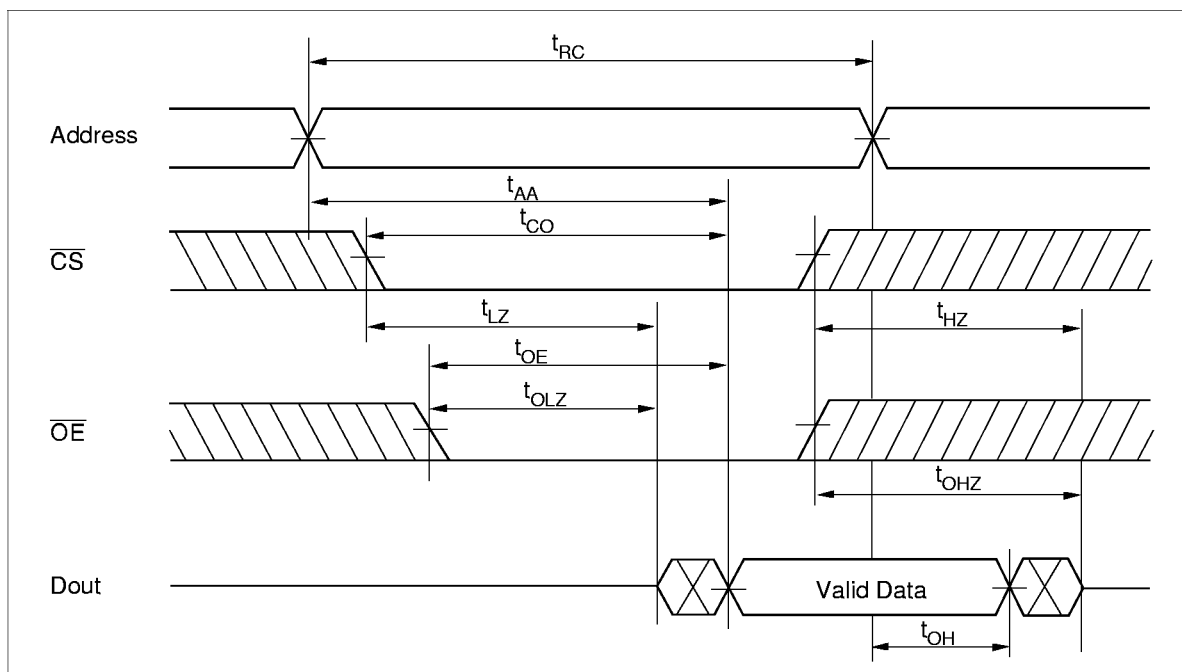 tRC
Address
tAA
tCO
CS
tLZ
tHZ
tOE
tOLZ
OE
tOHZ
Dout
Valid Data
tOH